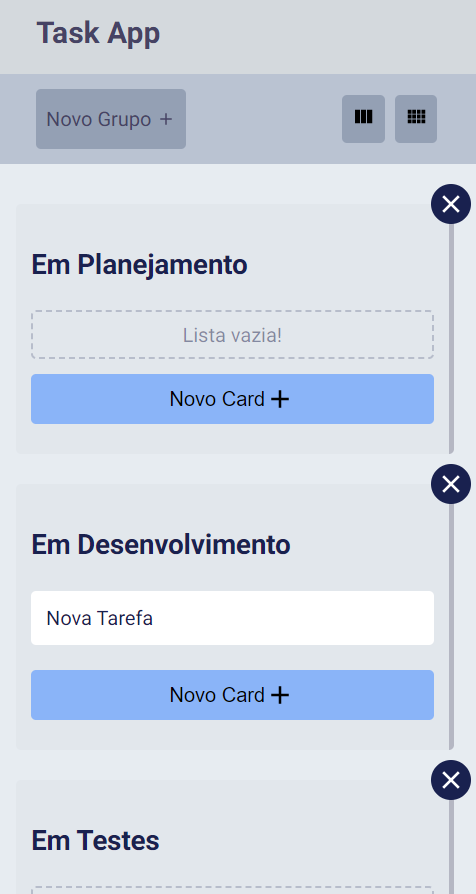 Task App
Novo Grupo +
Em Planejamento
Lista vazia!
Novo Card +
Em Desenvolvimento
Nova Tarefa
Novo Card +
Em Testes